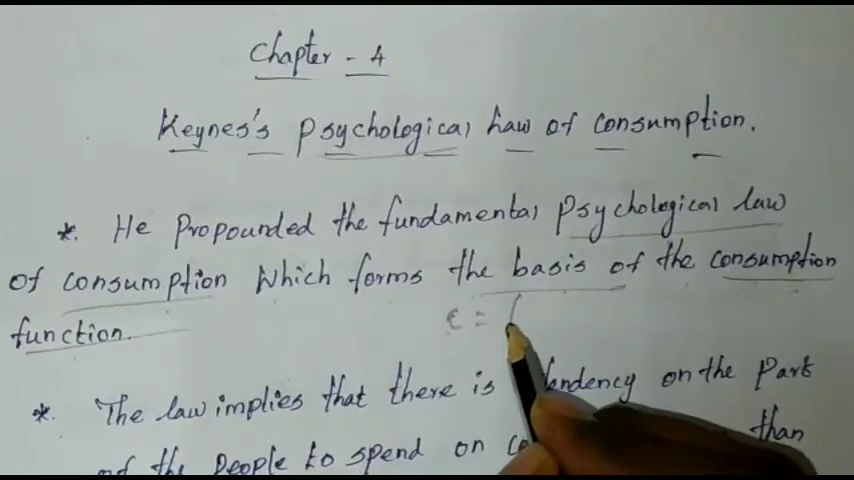 Chapter - 4
Keynes's Psychological Law of consumption.
*. He Propounded the fundamental Psychological law
of consumption Which forms the basis of the consumption
function.
c =
*. The law implies that there is tendency on the Part
of the People to spend on than